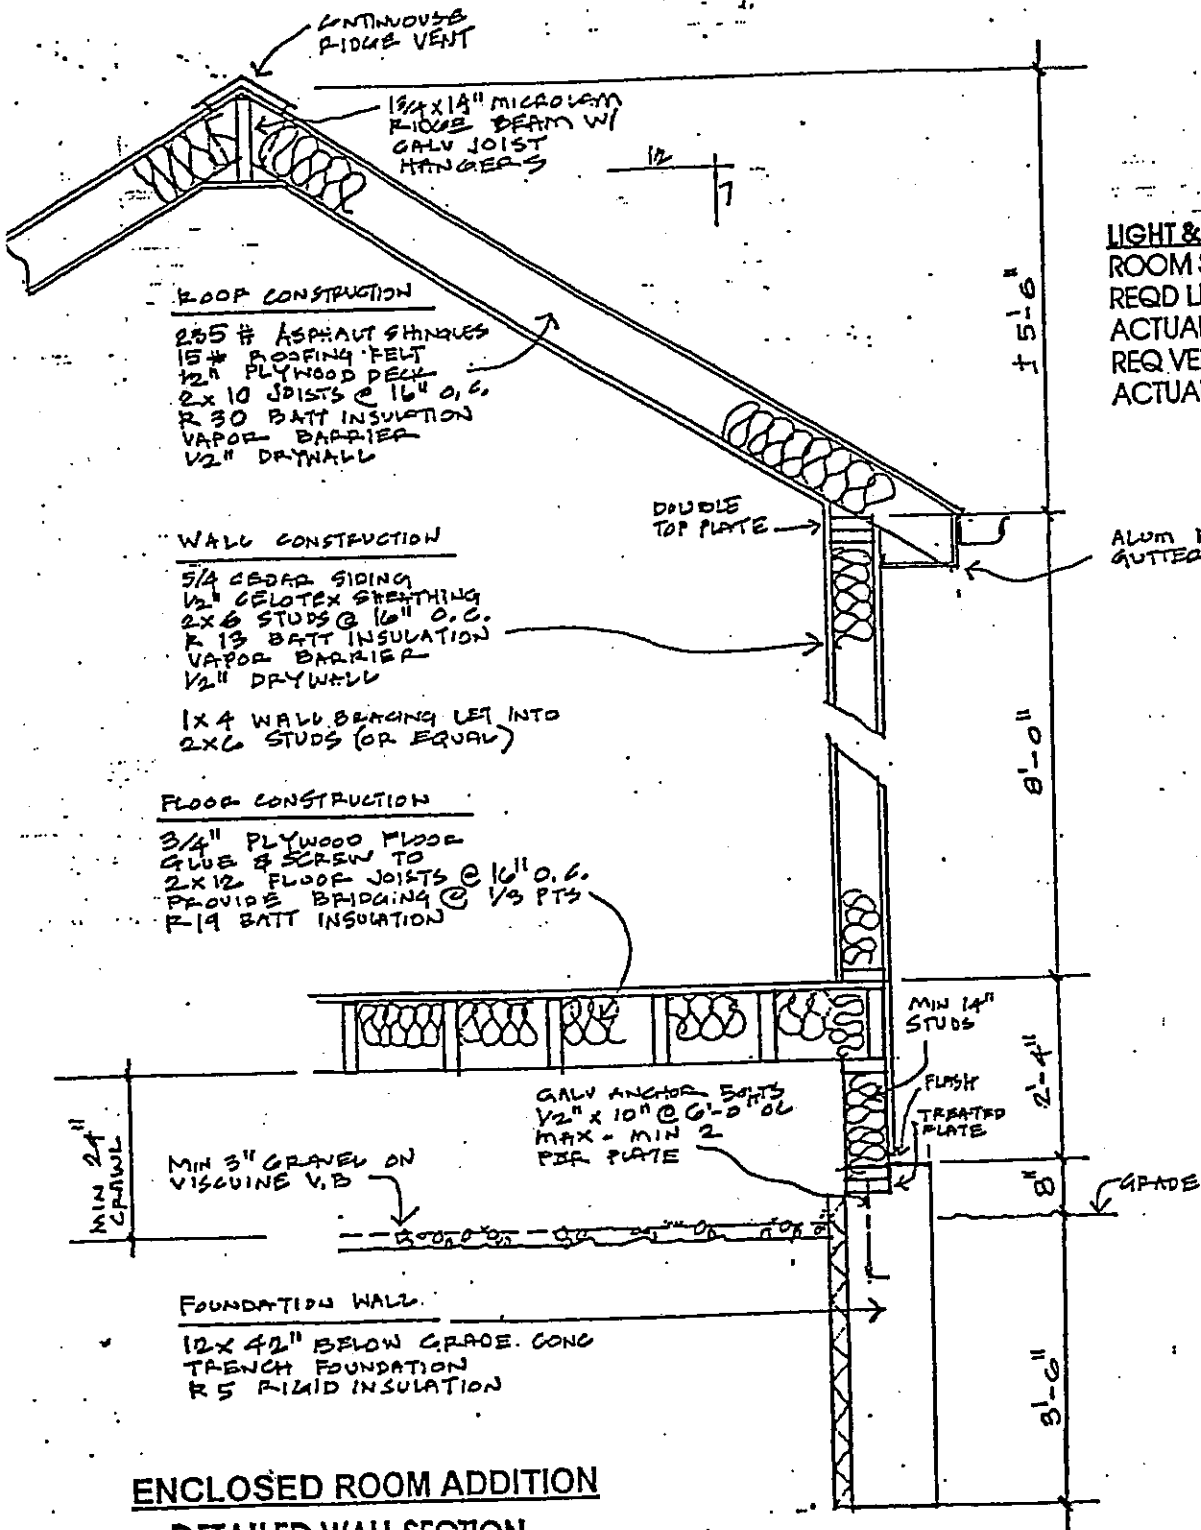 CONTINUOUS
RIDGE VENT
1 3/4 x 14" MICROLAM
RIDGE BEAM W/
GALV JOIST
HANGERS
12
7
LIGHT &
ROOM
REQD
ACTUAL
REQ
ACTUAL
± 5'-6"
ROOF CONSTRUCTION
235 # ASPHALT SHINGLES
15 # ROOFING FELT
1/2" PLYWOOD DECK
2x10 JOISTS @ 16" O.C.
R 30 BATT INSULATION
VAPOR BARRIER
1/2" DRYWALL
DOUBLE
TOP PLATE
ALUM
GUTTER
WALL CONSTRUCTION
5/4 CEDAR SIDING
1/2" CELOTEX SHEATHING
2x6 STUDS @ 16" O.C.
R 13 BATT INSULATION
VAPOR BARRIER
1/2" DRYWALL
1x4 WALL BRACING LET INTO
2x6 STUDS (OR EQUAL)
8'-0"
FLOOR CONSTRUCTION
3/4" PLYWOOD FLOOR
GLUE & SCREW TO
2x12 FLOOR JOISTS @ 16" O.C.
PROVIDE BRIDGING @ 1/3 PTS
R-19 BATT INSULATION
MIN 14"
STUDS
2'-4"
FLASH
TREATED
PLATE
GALV ANCHOR BOLTS
1/2" x 10" @ 6'-0" OC
MAX - MIN 2
PER PLATE
MIN 24"
CRAWL
MIN 3" GRAVEL ON
VISCUINE V.B
8"
GRADE
FOUNDATION WALL
12 x 42" BELOW GRADE. CONC
TRENCH FOUNDATION
R 5 RIGID INSULATION
3'-6"
ENCLOSED ROOM ADDITION
DETAILED WALL SECTION